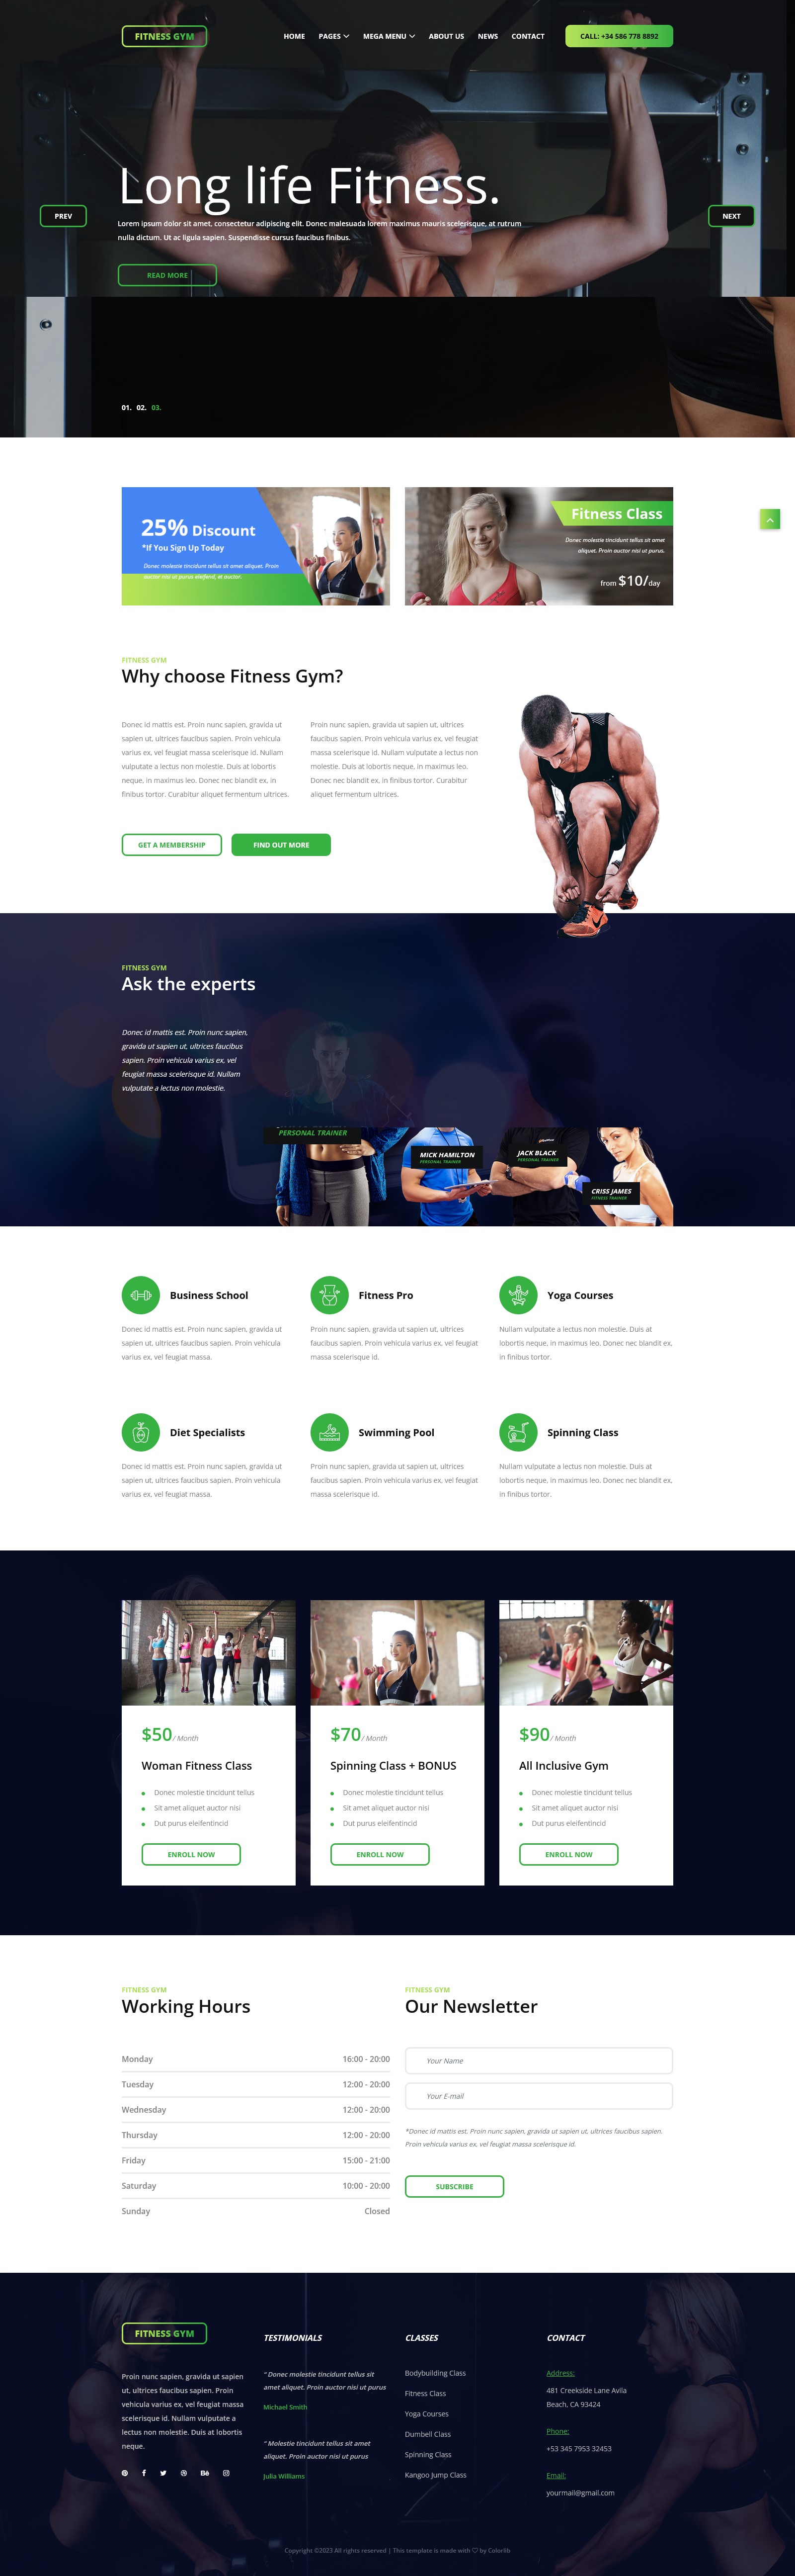 FITNESS GYM
HOME PAGES MEGA MENU ABOUT US NEWS CONTACT
CALL: +34 586 778 8892
Long life Fitness.
PREV
NEXT
Lorem ipsum dolor sit amet, consectetur adipiscing elit. Donec malesuada lorem maximus mauris scelerisque, at rutrum
nulla dictum. Ut ac ligula sapien. Suspendisse cursus faucibus finibus.
READ MORE
01. 02. 03.
25% Discount
*If You Sign Up Today
Donec molestie tincidunt tellus sit amet aliquet. Proin
auctor nisi ut purus eleifend, et auctor.
Fitness Class
Donec molestie tincidunt tellus sit amet
aliquet. Proin auctor nisi ut purus.
from $10/day
FITNESS GYM
Why choose Fitness Gym?
Donec id mattis est. Proin nunc sapien, gravida ut
sapien ut, ultrices faucibus sapien. Proin vehicula
varius ex, vel feugiat massa scelerisque id. Nullam
vulputate a lectus non molestie. Duis at lobortis
neque, in maximus leo. Donec nec blandit ex, in
finibus tortor. Curabitur aliquet fermentum ultrices.
Proin nunc sapien, gravida ut sapien ut, ultrices
faucibus sapien. Proin vehicula varius ex, vel feugiat
massa scelerisque id. Nullam vulputate a lectus non
molestie. Duis at lobortis neque, in maximus leo.
Donec nec blandit ex, in finibus tortor. Curabitur
aliquet fermentum ultrices.
GET A MEMBERSHIP
FIND OUT MORE
FITNESS GYM
Ask the experts
Donec id mattis est. Proin nunc sapien,
gravida ut sapien ut, ultrices faucibus
sapien. Proin vehicula varius ex, vel
feugiat massa scelerisque id. Nullam
vulputate a lectus non molestie.
PERSONAL TRAINER
MICK HAMILTON
PERSONAL TRAINER
JACK BLACK
PERSONAL TRAINER
CRISS JAMES
FITNESS TRAINER
Business School
Donec id mattis est. Proin nunc sapien, gravida ut
sapien ut, ultrices faucibus sapien. Proin vehicula
varius ex, vel feugiat massa.
Fitness Pro
Proin nunc sapien, gravida ut sapien ut, ultrices
faucibus sapien. Proin vehicula varius ex, vel feugiat
massa scelerisque id.
Yoga Courses
Nullam vulputate a lectus non molestie. Duis at
lobortis neque, in maximus leo. Donec nec blandit ex,
in finibus tortor.
Diet Specialists
Donec id mattis est. Proin nunc sapien, gravida ut
sapien ut, ultrices faucibus sapien. Proin vehicula
varius ex, vel feugiat massa.
Swimming Pool
Proin nunc sapien, gravida ut sapien ut, ultrices
faucibus sapien. Proin vehicula varius ex, vel feugiat
massa scelerisque id.
Spinning Class
Nullam vulputate a lectus non molestie. Duis at
lobortis neque, in maximus leo. Donec nec blandit ex,
in finibus tortor.
$50/ Month
Woman Fitness Class
Donec molestie tincidunt tellus
Sit amet aliquet auctor nisi
Dut purus eleifentincid
ENROLL NOW
$70/ Month
Spinning Class + BONUS
Donec molestie tincidunt tellus
Sit amet aliquet auctor nisi
Dut purus eleifentincid
ENROLL NOW
$90/ Month
All Inclusive Gym
Donec molestie tincidunt tellus
Sit amet aliquet auctor nisi
Dut purus eleifentincid
ENROLL NOW
FITNESS GYM
Working Hours
Monday 16:00 - 20:00
Tuesday 12:00 - 20:00
Wednesday 12:00 - 20:00
Thursday 12:00 - 20:00
Friday 15:00 - 21:00
Saturday 10:00 - 20:00
Sunday Closed
FITNESS GYM
Our Newsletter
Your Name
Your E-mail
*Donec id mattis est. Proin nunc sapien, gravida ut sapien ut, ultrices faucibus sapien.
Proin vehicula varius ex, vel feugiat massa scelerisque id.
SUBSCRIBE
FITNESS GYM
Proin nunc sapien, gravida ut sapien
ut, ultrices faucibus sapien. Proin
vehicula varius ex, vel feugiat massa
scelerisque id. Nullam vulputate a
lectus non molestie. Duis at lobortis
neque.
TESTIMONIALS
" Donec molestie tincidunt tellus sit
amet aliquet. Proin auctor nisi ut purus
Michael Smith
" Molestie tincidunt tellus sit amet
aliquet. Proin auctor nisi ut purus
Julia Williams
CLASSES
Bodybuilding Class
Fitness Class
Yoga Courses
Dumbell Class
Spinning Class
Kangoo Jump Class
CONTACT
Address:
481 Creekside Lane Avila
Beach, CA 93424
Phone:
+53 345 7953 32453
Email:
yourmail@gmail.com
Copyright ©2023 All rights reserved | This template is made with ♡ by Colorlib